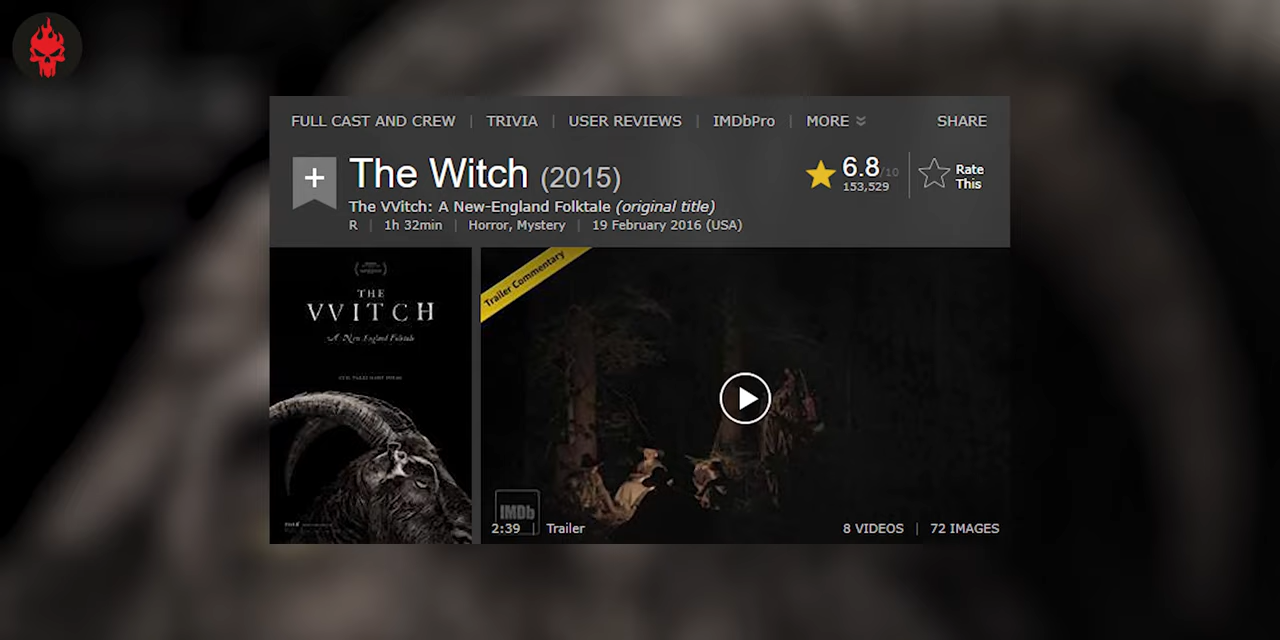 FULL CAST AND CREW | TRIVIA | USER REVIEWS | IMDbPro | MORE SHARE
+ The Witch (2015)
6.8/10
153,529
Rate
This
The VVitch: A New-England Folktale (original title)
R | 1h 32min | Horror, Mystery | 19 February 2016 (USA)
THE
VVITCH
A New England Folktale
Trailer Commentary
IMDb
2:39 | Trailer
8 VIDEOS | 72 IMAGES